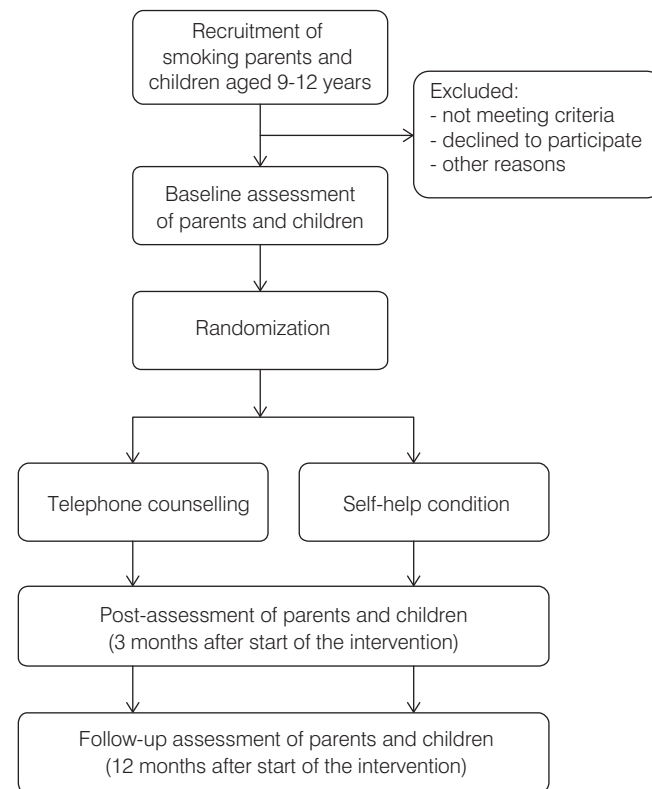 Recruitment of
smoking parents and
children aged 9-12 years
Excluded:
- not meeting criteria
- declined to participate
- other reasons
Baseline assessment
of parents and children
Randomization
Telephone counselling
Self-help condition
Post-assessment of parents and children
(3 months after start of the intervention)
Follow-up assessment of parents and children
(12 months after start of the intervention)